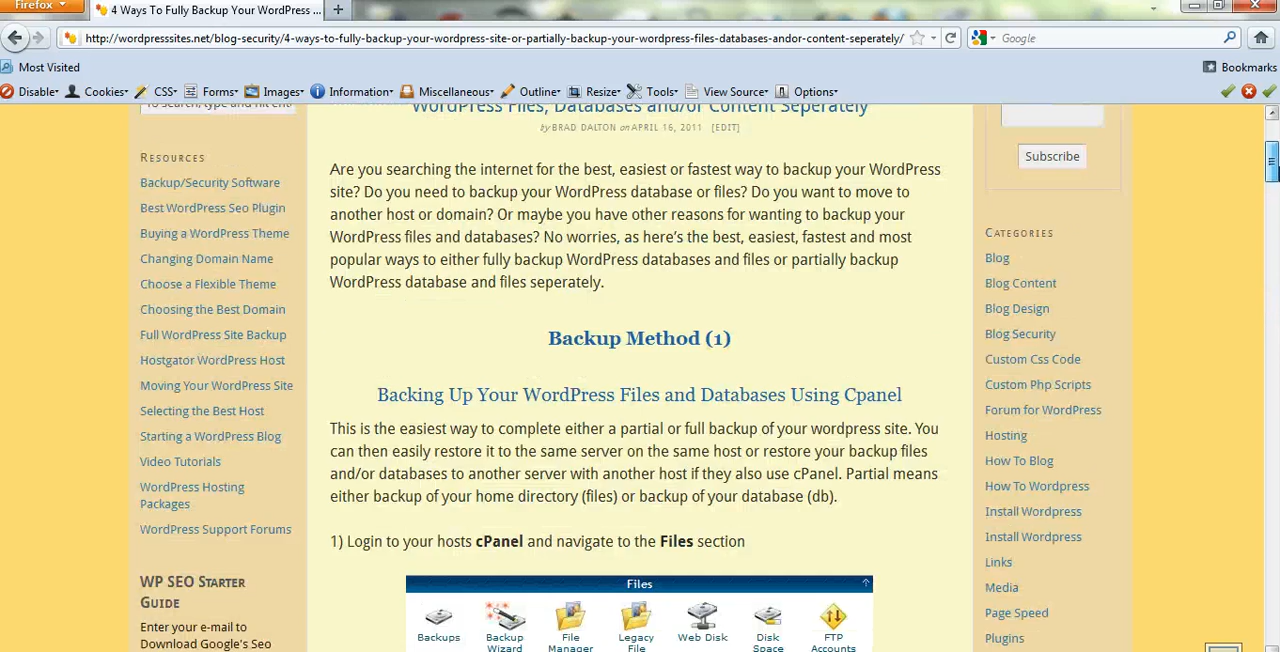 Firefox
4 Ways To Fully Backup Your WordPress ...
http://wordpresssites.net/blog-security/4-ways-to-fully-backup-your-wordpress-site-or-partially-backup-your-wordpress-files-databases-andor-content-seperately/
Google
Most Visited
Bookmarks
Disable Cookies CSS Forms Images Information Miscellaneous Outline Resize Tools View Source Options
To search, type and hit ent
Resources
Backup/Security Software
Best WordPress Seo Plugin
Buying a WordPress Theme
Changing Domain Name
Choose a Flexible Theme
Choosing the Best Domain
Full WordPress Site Backup
Hostgator WordPress Host
Moving Your WordPress Site
Selecting the Best Host
Starting a WordPress Blog
Video Tutorials
WordPress Hosting
Packages
WordPress Support Forums
WP SEO Starter
Guide
Enter your e-mail to
Download Google's Seo
WordPress Files, Databases and/or Content Seperately
by BRAD DALTON on APRIL 16, 2011 [EDIT]
Are you searching the internet for the best, easiest or fastest way to backup your WordPress
site? Do you need to backup your WordPress database or files? Do you want to move to
another host or domain? Or maybe you have other reasons for wanting to backup your
WordPress files and databases? No worries, as here's the best, easiest, fastest and most
popular ways to either fully backup WordPress databases and files or partially backup
WordPress database and files seperately.
Backup Method (1)
Backing Up Your WordPress Files and Databases Using Cpanel
This is the easiest way to complete either a partial or full backup of your wordpress site. You
can then easily restore it to the same server on the same host or restore your backup files
and/or databases to another server with another host if they also use cPanel. Partial means
either backup of your home directory (files) or backup of your database (db).
1) Login to your hosts cPanel and navigate to the Files section
Files
Backups
Backup
Wizard
File
Manager
Legacy
File
Web Disk
Disk
Space
FTP
Accounts
Subscribe
Categories
Blog
Blog Content
Blog Design
Blog Security
Custom Css Code
Custom Php Scripts
Forum for WordPress
Hosting
How To Blog
How To Wordpress
Install Wordpress
Install Wordpress
Links
Media
Page Speed
Plugins